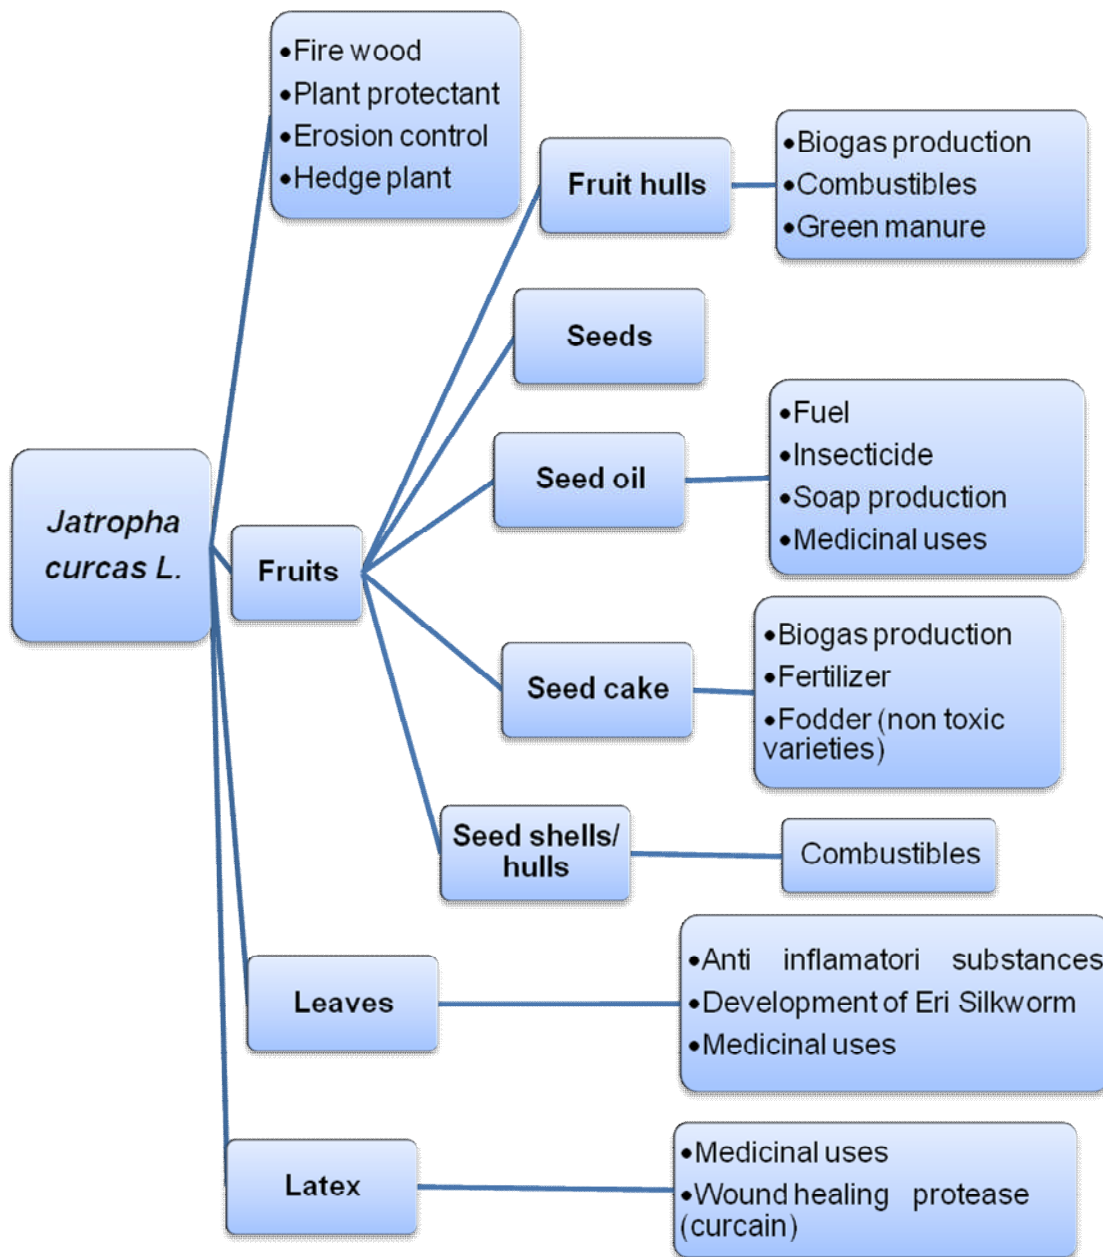 •Fire wood
•Plant protectant
•Erosion control
•Hedge plant
Fruit hulls
•Biogas production
•Combustibles
•Green manure
Seeds
Jatropha
curcas L.
Fruits
Seed oil
•Fuel
•Insecticide
•Soap production
•Medicinal uses
Seed cake
•Biogas production
•Fertilizer
•Fodder (non toxic
varieties)
Seed shells/
hulls
Combustibles
Leaves
•Anti inflamatori substances
•Development of Eri Silkworm
•Medicinal uses
Latex
•Medicinal uses
•Wound healing protease
(curcain)